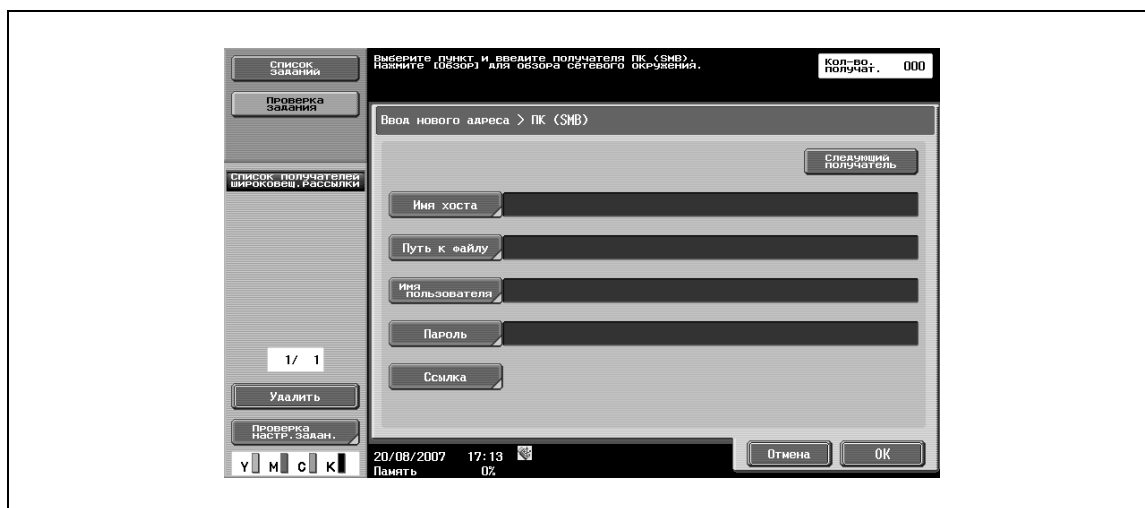 Список
заданий
Выберите пункт и введите получателя ПК (SMB).
Нажмите [Обзор] для обзора сетевого окружения.
Кол-во.
получат. 000
Проверка
задания
Ввод нового адреса > ПК (SMB)
Следующий
получатель
Список получателей
широковещ.рассылки
Имя хоста
Путь к файлу
Имя
пользователя
Пароль
1/ 1
Ссылка
Удалить
Проверка
настр.задан.
Отмена
OK
20/08/2007 17:13
Память 0%
Y M C K